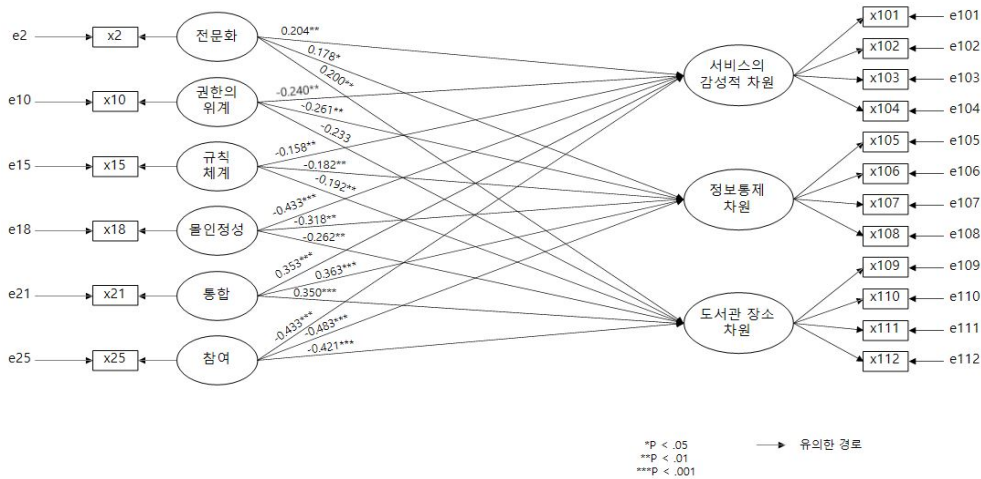 e2
x2
전문화
e10
x10
권한의
위계
e15
x15
규칙
체계
e18
x18
몰인정성
e21
x21
통합
e25
x25
참여
0.204**
0.178*
0.200**
-0.240**
-0.261**
-0.233
-0.158**
-0.182**
-0.192**
-0.433***
-0.318**
-0.262**
0.353***
0.363***
0.350***
-0.433***
-0.483***
-0.421***
서비스의
감성적 차원
정보통제
차원
도서관 장소
차원
x101
e101
x102
e102
x103
e103
x104
e104
x105
e105
x106
e106
x107
e107
x108
e108
x109
e109
x110
e110
x111
e111
x112
e112
*P < .05
**P < .01
***P < .001
유의한 경로